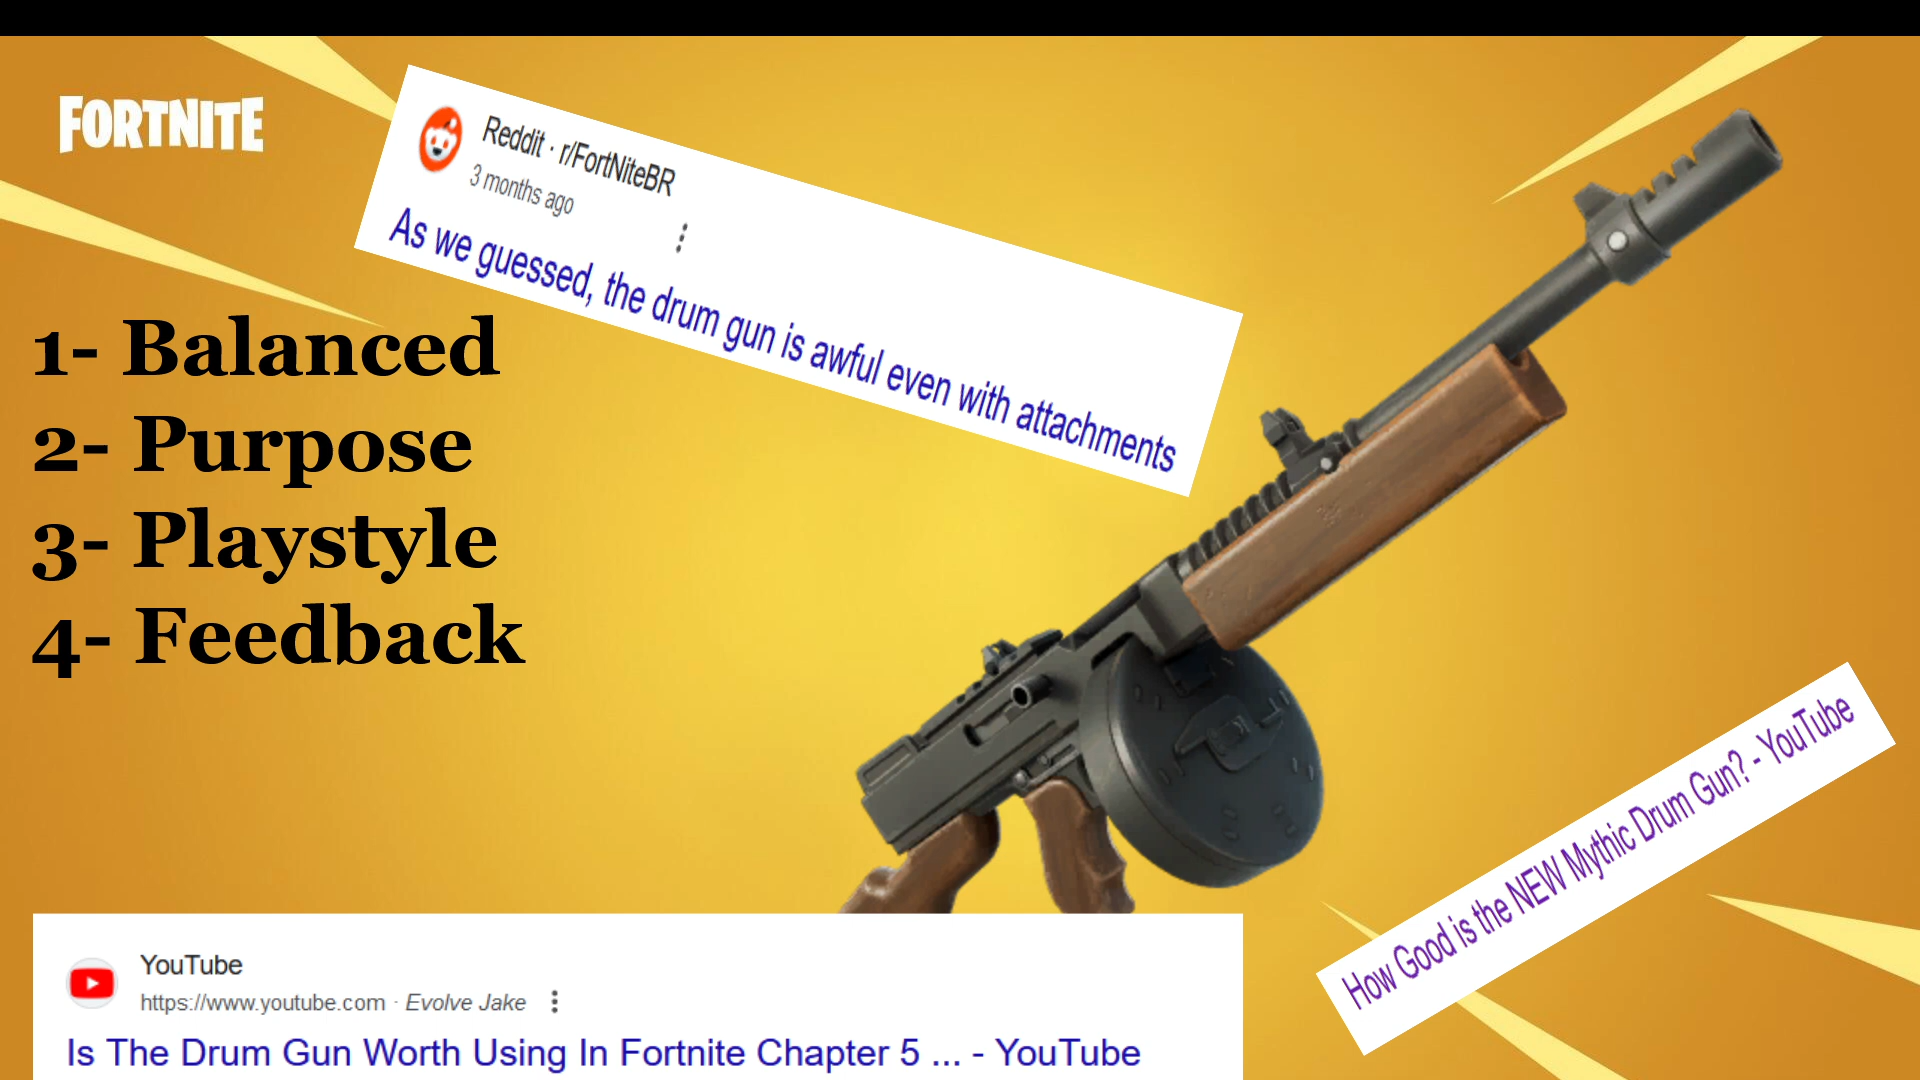 FORTNITE
Reddit · r/FortNiteBR
3 months ago
As we guessed, the drum gun is awful even with attachments
1- Balanced
2- Purpose
3- Playstyle
4- Feedback
How Good is the NEW Mythic Drum Gun? - YouTube
YouTube
https://www.youtube.com · Evolve Jake
Is The Drum Gun Worth Using In Fortnite Chapter 5 ... - YouTube